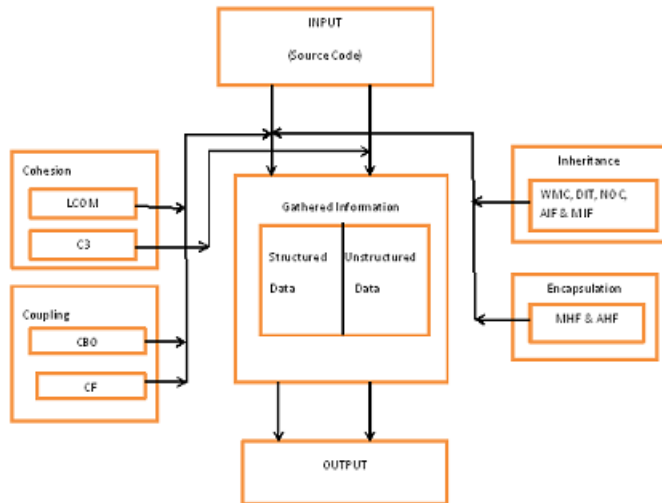 INPUT
(Source Code)
Cohesion
LCOM
C3
Coupling
CBO
CF
Gathered Information
Structured
Data
Unstructured
Data
Inheritance
WMC, DIT, NOC,
AIF & MIF
Encapsulation
MHF & AHF
OUTPUT